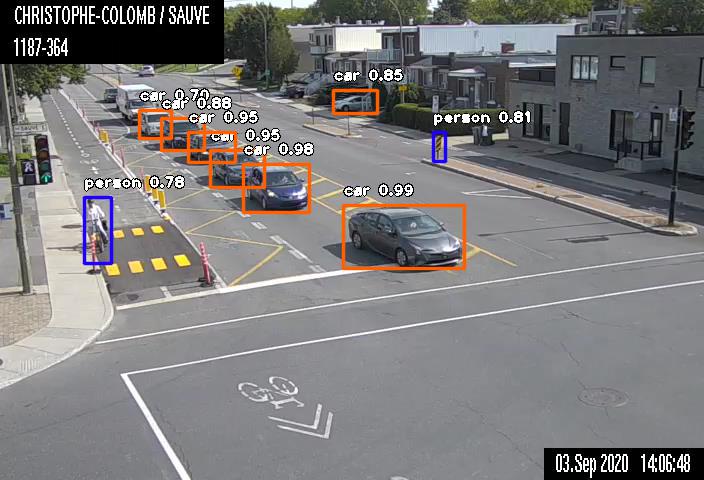 CHRISTOPHE-COLOMB / SAUVE
1187-364
car 0.85
car 0.70
car 0.88
car 0.95
person 0.81
car 0.95
car 0.98
person 0.78
car 0.99
03.Sep 2020 14:06:48